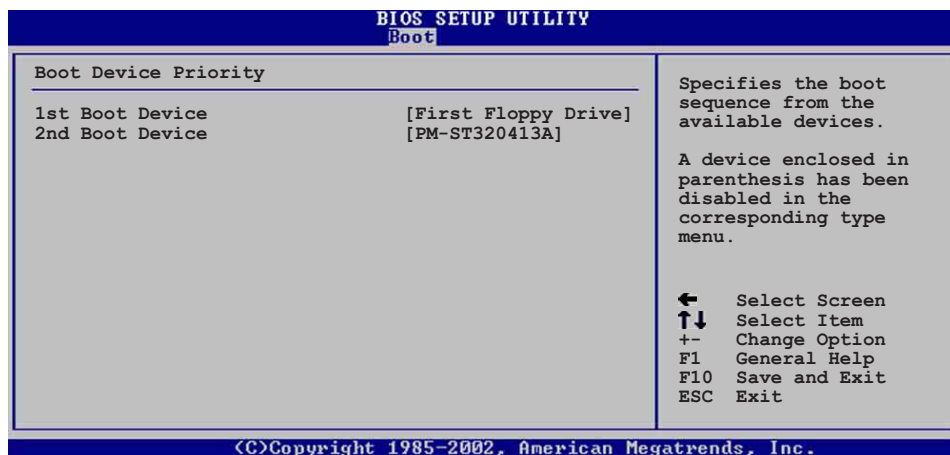 BIOS SETUP UTILITY
Boot
Boot Device Priority
1st Boot Device [First Floppy Drive]
2nd Boot Device [PM-ST320413A]
Specifies the boot
sequence from the
available devices.
A device enclosed in
parenthesis has been
disabled in the
corresponding type
menu.
← Select Screen
↑↓ Select Item
+- Change Option
F1 General Help
F10 Save and Exit
ESC Exit
(C)Copyright 1985-2002, American Megatrends, Inc.